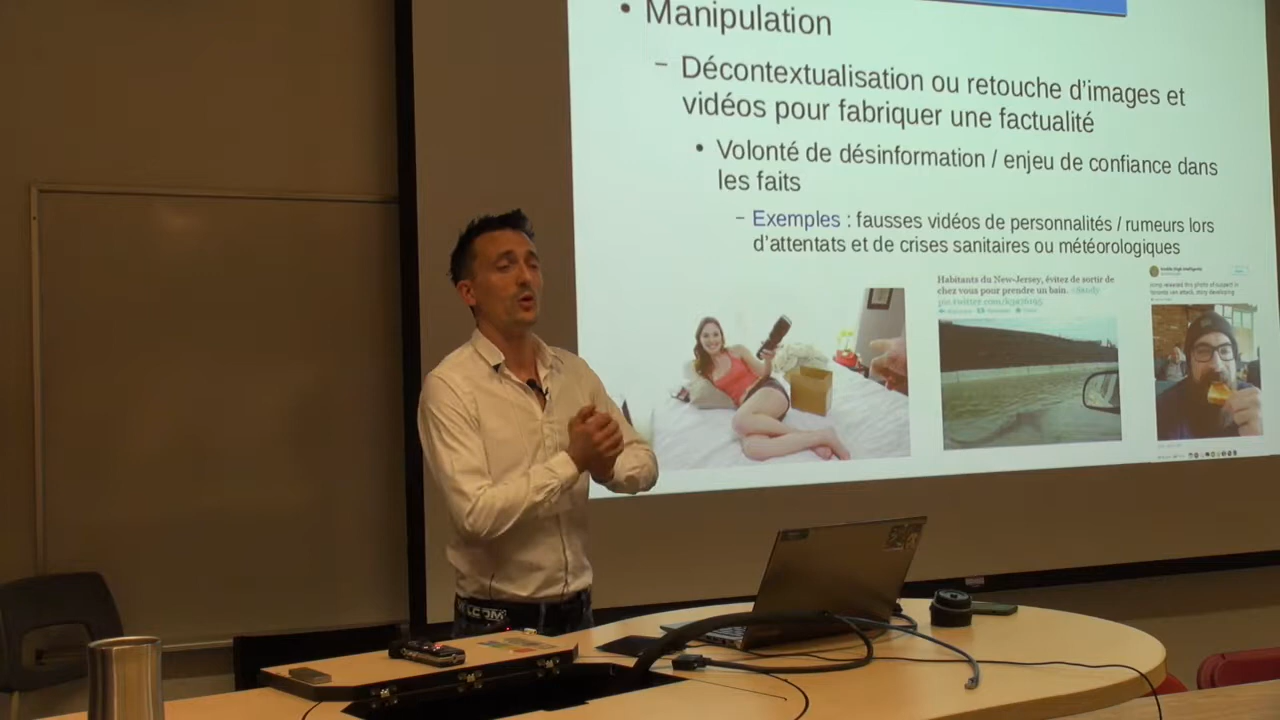 • Manipulation
– Décontextualisation ou retouche d'images et
vidéos pour fabriquer une factualité
• Volonté de désinformation / enjeu de confiance dans
les faits
– Exemples : fausses vidéos de personnalités / rumeurs lors
d'attentats et de crises sanitaires ou météorologiques
Habitants du New-Jersey, évitez de sortir de
chez vous pour prendre un bain. #Sandy